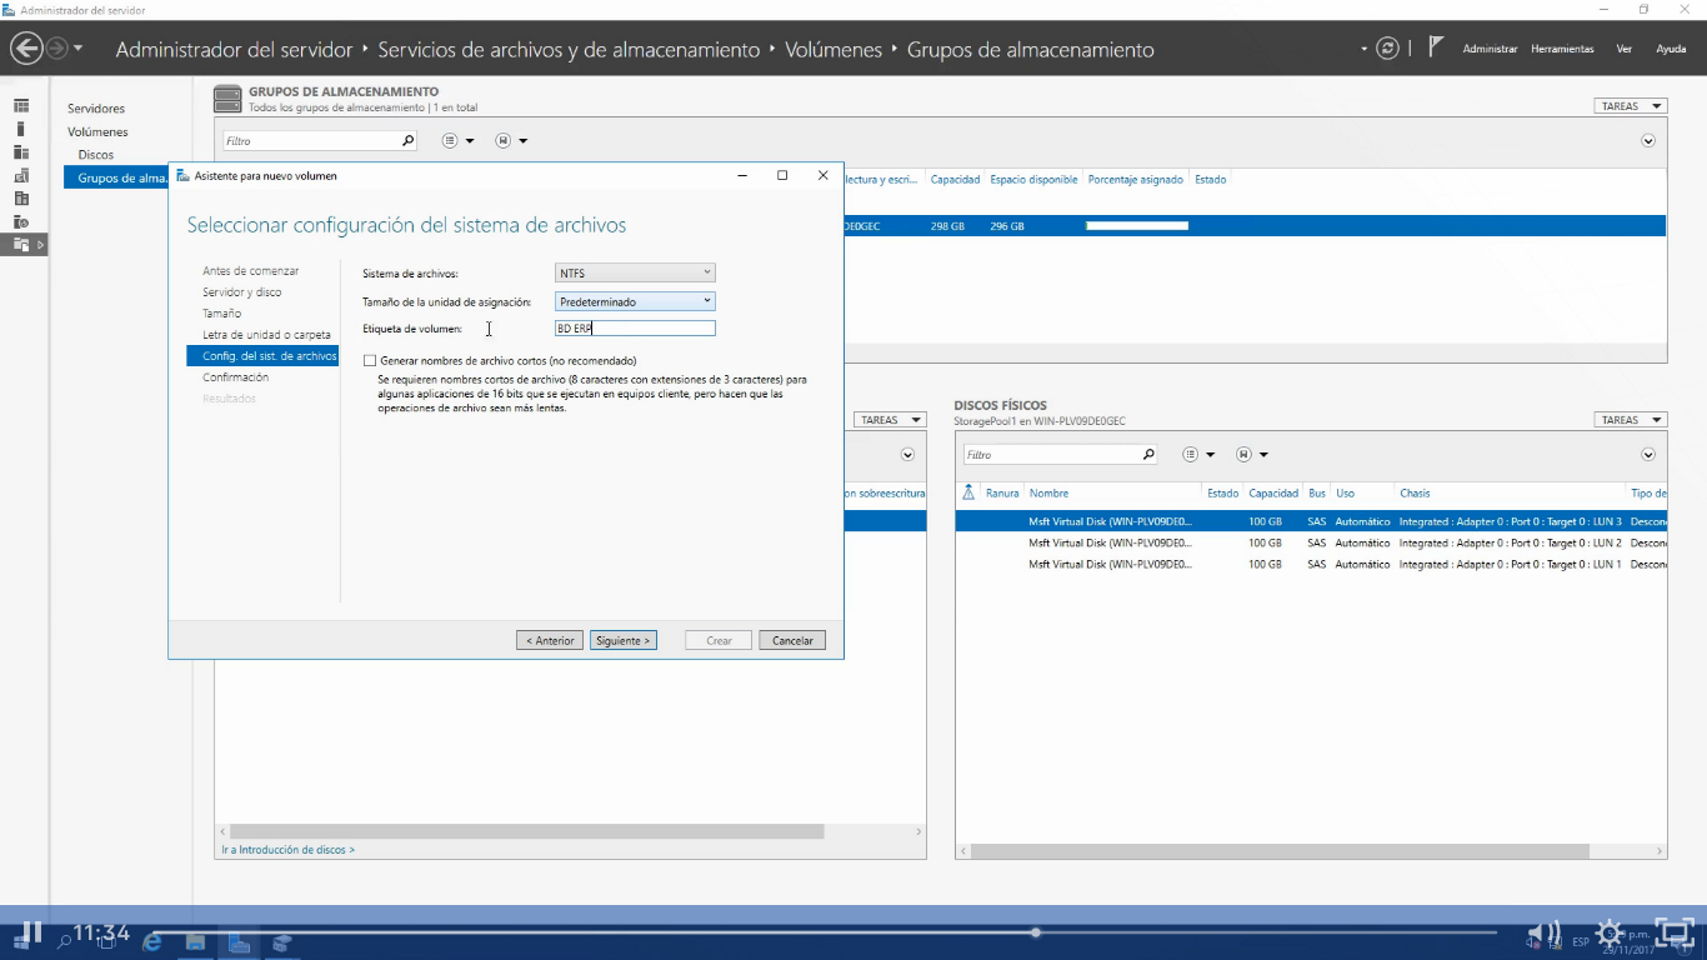 Administrador del servidor
Administrador del servidor ‣ Servicios de archivos y de almacenamiento ‣ Volúmenes ‣ Grupos de almacenamiento
Administrar Herramientas Ver Ayuda
Servidores
Volúmenes
Discos
Grupos de alma...
GRUPOS DE ALMACENAMIENTO
Todos los grupos de almacenamiento | 1 en total
TAREAS
Filtro
lectura y escri... Capacidad Espacio disponible Porcentaje asignado Estado
DE0GEC 298 GB 296 GB
Asistente para nuevo volumen
Seleccionar configuración del sistema de archivos
Antes de comenzar
Servidor y disco
Tamaño
Letra de unidad o carpeta
Config. del sist. de archivos
Confirmación
Resultados
Sistema de archivos: NTFS
Tamaño de la unidad de asignación: Predeterminado
Etiqueta de volumen: BD ERP
Generar nombres de archivo cortos (no recomendado)
Se requieren nombres cortos de archivo (8 caracteres con extensiones de 3 caracteres) para
algunas aplicaciones de 16 bits que se ejecutan en equipos cliente, pero hacen que las
operaciones de archivo sean más lentas.
< Anterior Siguiente > Crear Cancelar
TAREAS
on sobreescritura
Ir a Introducción de discos >
DISCOS FÍSICOS
StoragePool1 en WIN-PLV09DE0GEC
TAREAS
Filtro
Ranura Nombre Estado Capacidad Bus Uso Chasis Tipo de
Msft Virtual Disk (WIN-PLV09DE0... 100 GB SAS Automático Integrated : Adapter 0 : Port 0 : Target 0 : LUN 3 Descon
Msft Virtual Disk (WIN-PLV09DE0... 100 GB SAS Automático Integrated : Adapter 0 : Port 0 : Target 0 : LUN 2 Descon
Msft Virtual Disk (WIN-PLV09DE0... 100 GB SAS Automático Integrated : Adapter 0 : Port 0 : Target 0 : LUN 1 Descon
11:34
ESP
p.m.
29/11/2017